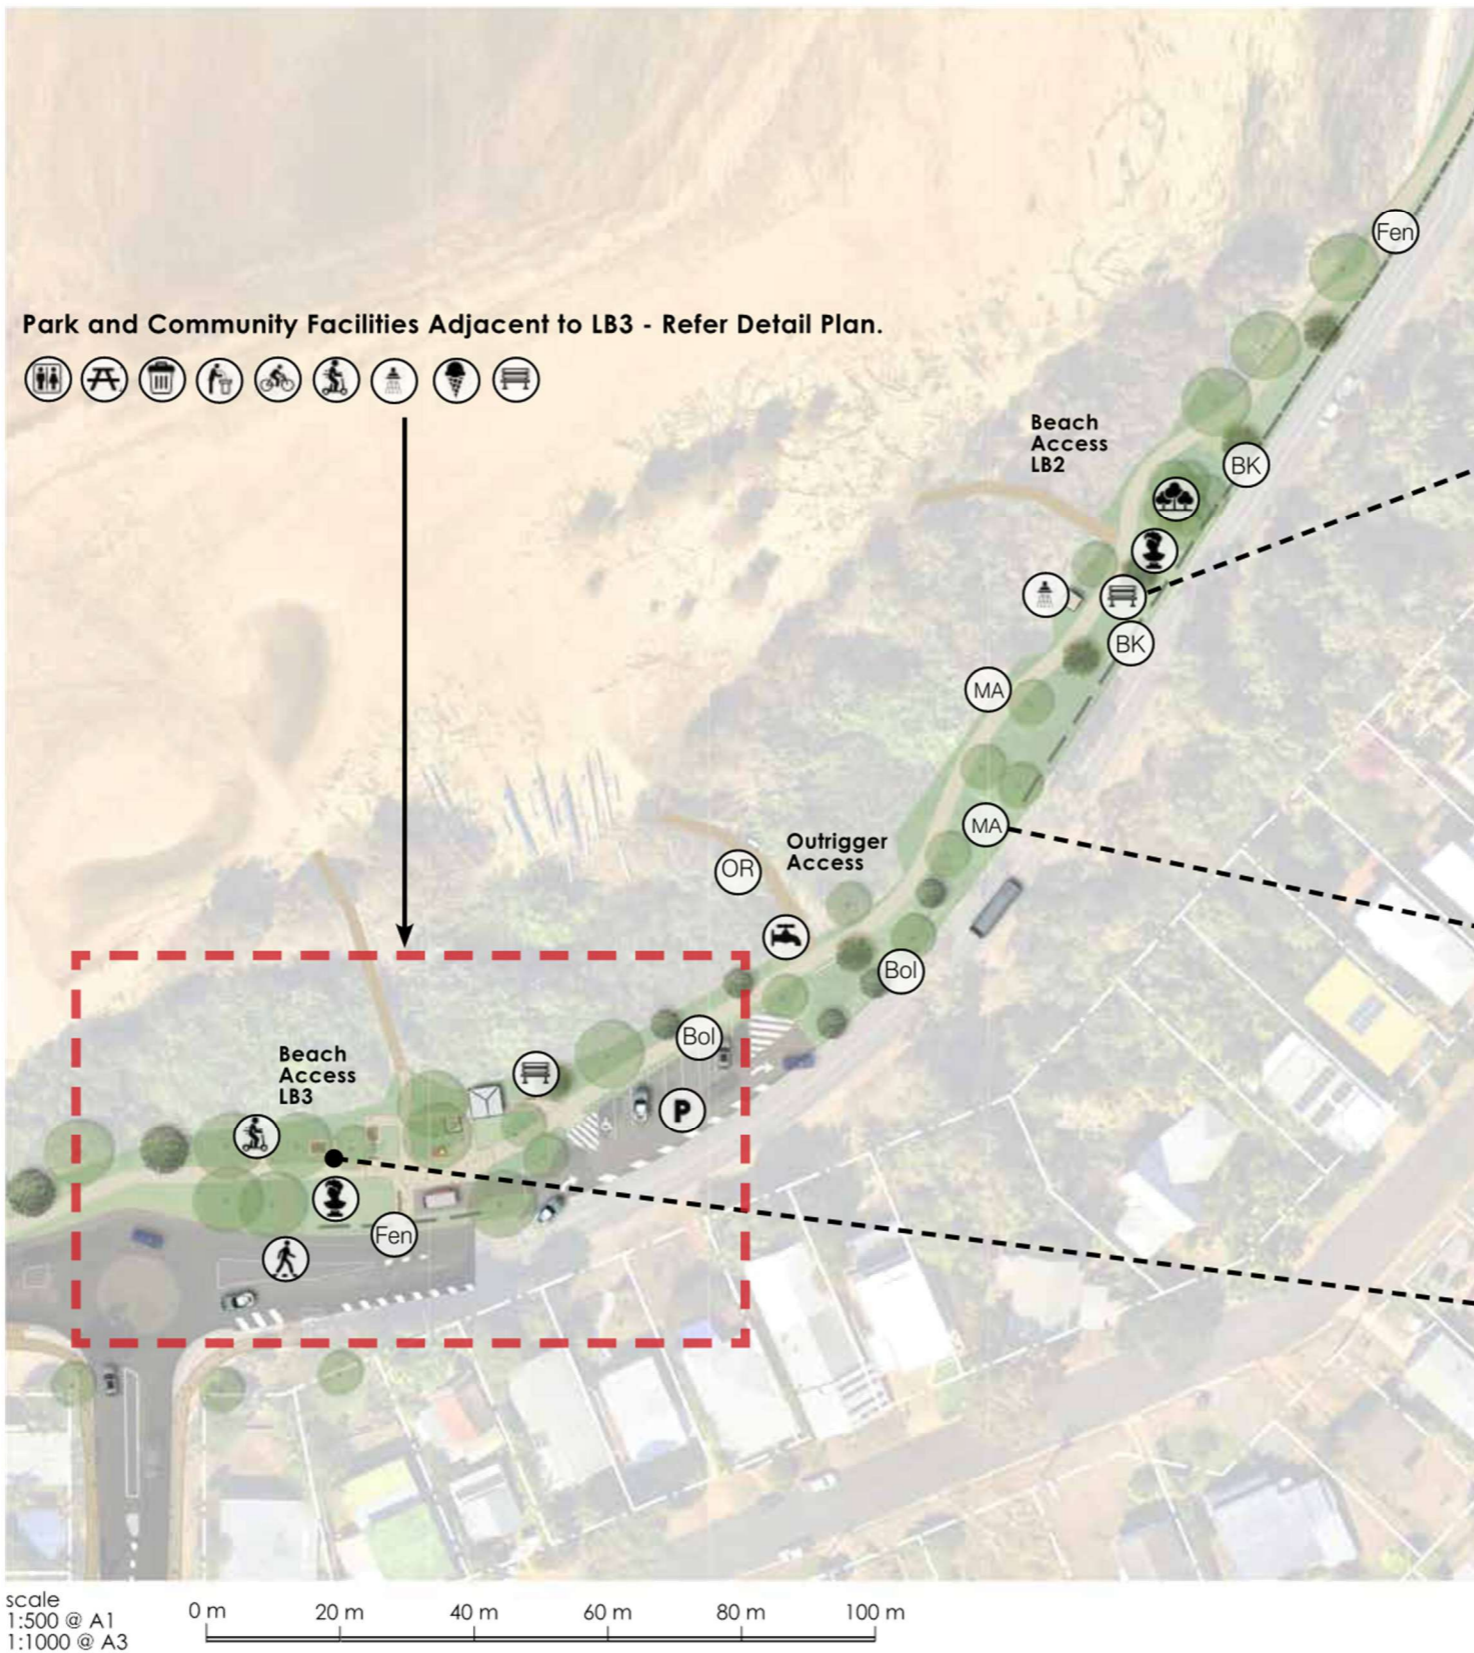 Fen
Park and Community Facilities Adjacent to LB3 - Refer Detail Plan.
Beach
Access
LB2
BK
BK
MA
MA
Outrigger
Access
OR
Bol
Bol
Beach
Access
LB3
P
Fen
scale
1:500 @ A1
1:1000 @ A3
0 m
20 m
40 m
60 m
80 m
100 m